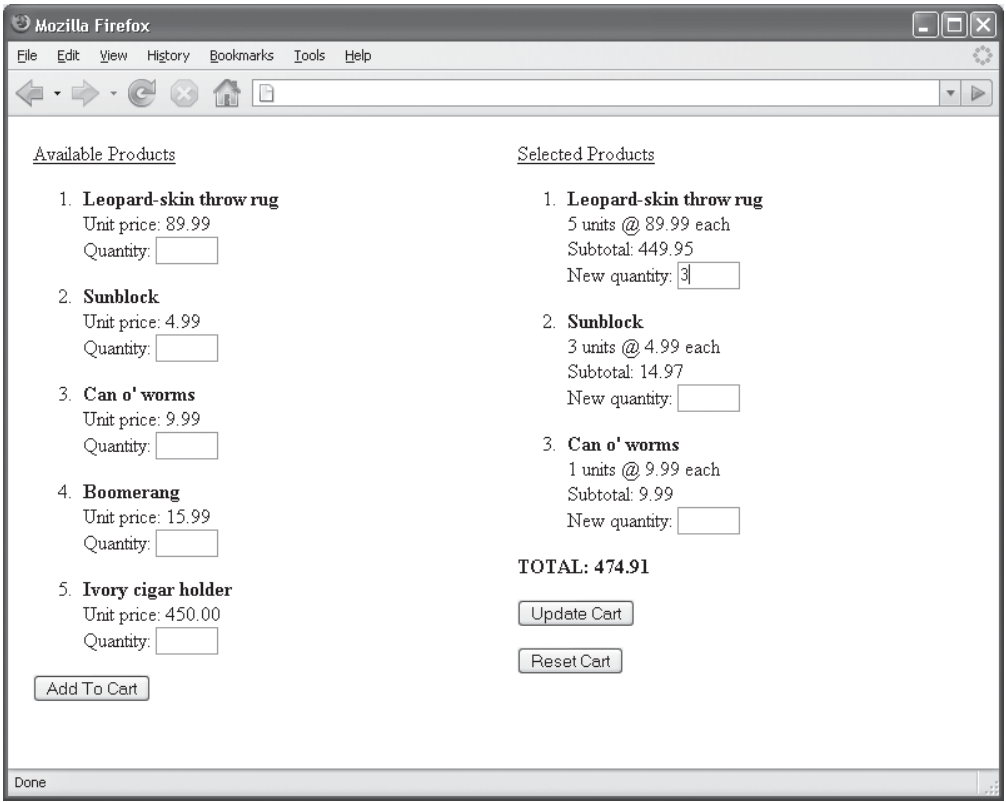 Mozilla Firefox
File Edit View History Bookmarks Tools Help
Available Products
1. Leopard-skin throw rug
Unit price: 89.99
Quantity:
2. Sunblock
Unit price: 4.99
Quantity:
3. Can o' worms
Unit price: 9.99
Quantity:
4. Boomerang
Unit price: 15.99
Quantity:
5. Ivory cigar holder
Unit price: 450.00
Quantity:
Add To Cart
Selected Products
1. Leopard-skin throw rug
5 units @ 89.99 each
Subtotal: 449.95
New quantity: 3
2. Sunblock
3 units @ 4.99 each
Subtotal: 14.97
New quantity:
3. Can o' worms
1 units @ 9.99 each
Subtotal: 9.99
New quantity:
TOTAL: 474.91
Update Cart
Reset Cart
Done